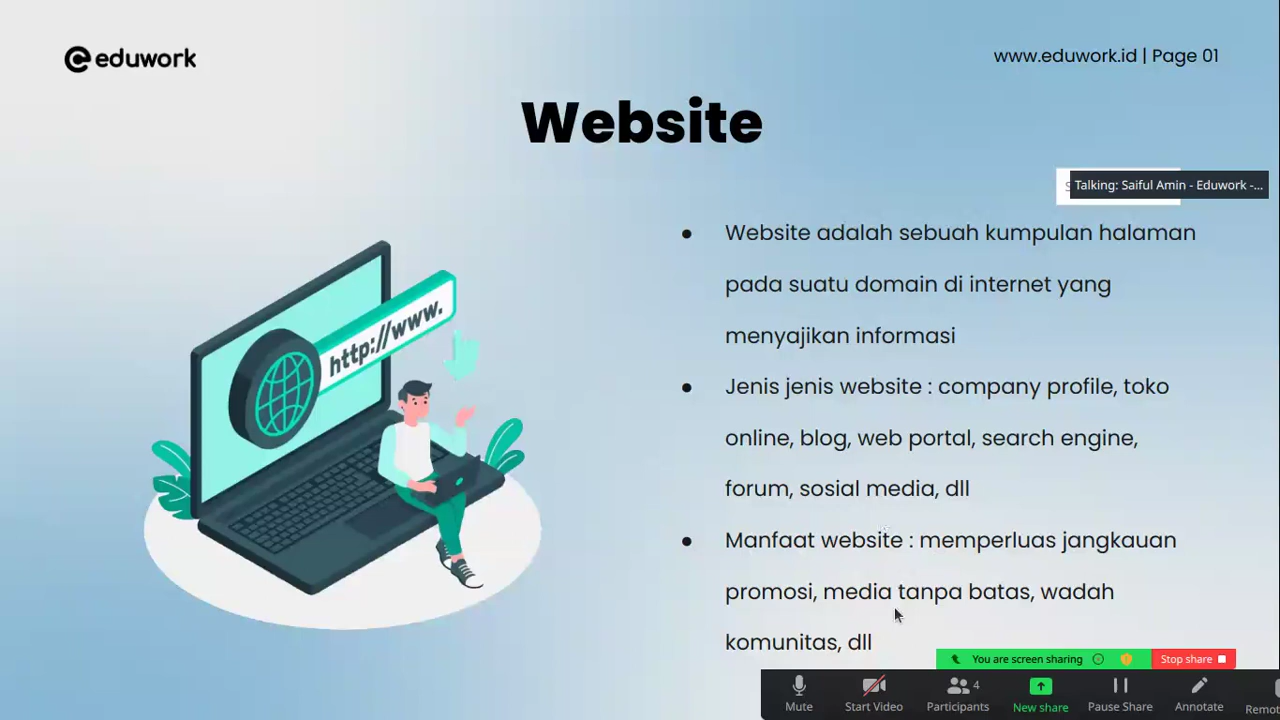 eduwork
www.eduwork.id | Page 01
Website
Talking: Saiful Amin - Eduwork -...
Website adalah sebuah kumpulan halaman
pada suatu domain di internet yang
menyajikan informasi
http://www.
Jenis jenis website : company profile, toko
online, blog, web portal, search engine,
forum, sosial media, dll
Manfaat website : memperluas jangkauan
promosi, media tanpa batas, wadah
komunitas, dll
You are screen sharing
Stop share
4
Mute
Start Video
Participants
New share
Pause Share
Annotate